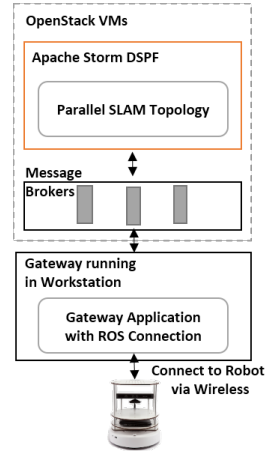 OpenStack VMs
Apache Storm DSPF
Parallel SLAM Topology
Message
Brokers
Gateway running
in Workstation
Gateway Application
with ROS Connection
Connect to Robot
via Wireless